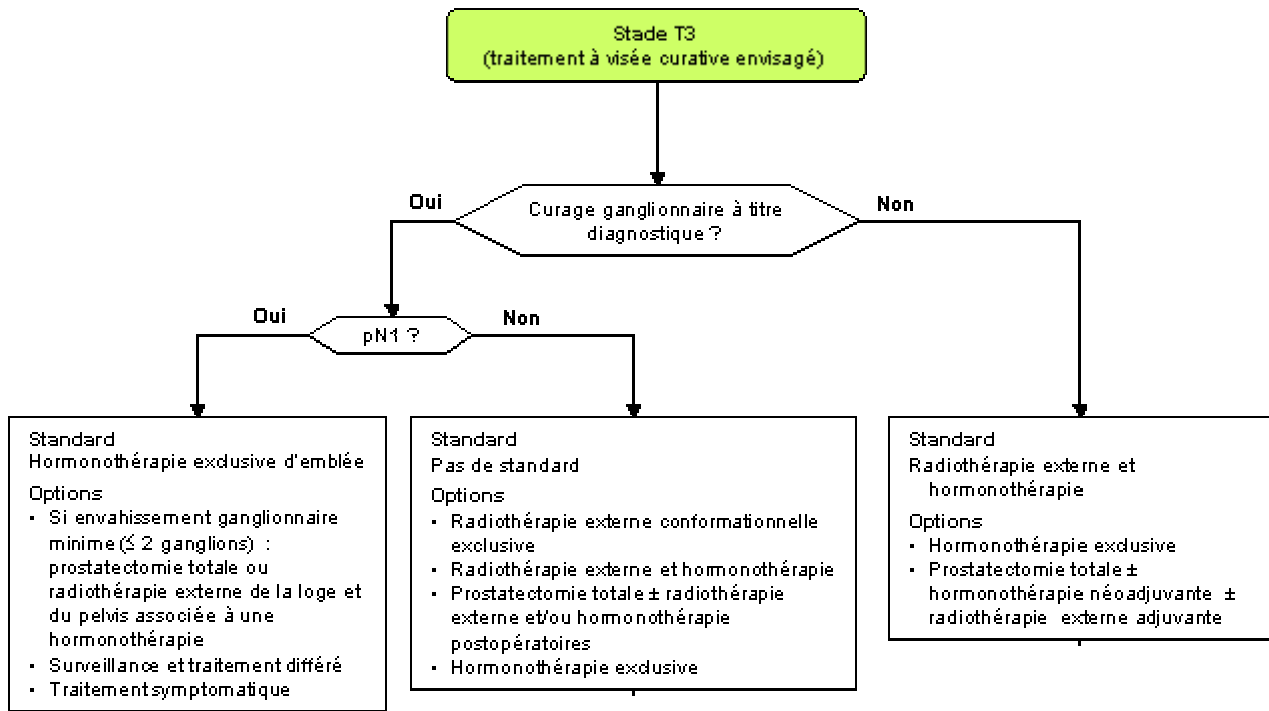 Stade T3
(traitement à visée curative envisagé)
Oui
Curage ganglionnaire à titre
diagnostique ?
Non
Oui
pN1 ?
Non
Standard
Hormonothérapie exclusive d'emblée
Options
• Si envahissement ganglionnaire
minime (≤ 2 ganglions) :
prostatectomie totale ou
radiothérapie externe de la loge et
du pelvis associée à une
hormonothérapie
• Surveillance et traitement différé
• Traitement symptomatique
Standard
Pas de standard
Options
• Radiothérapie externe conformationnelle
exclusive
• Radiothérapie externe et hormonothérapie
• Prostatectomie totale ± radiothérapie
externe et/ou hormonothérapie
postopératoires
• Hormonothérapie exclusive
Standard
Radiothérapie externe et
hormonothérapie
Options
• Hormonothérapie exclusive
• Prostatectomie totale ±
hormonothérapie néoadjuvante ±
radiothérapie externe adjuvante